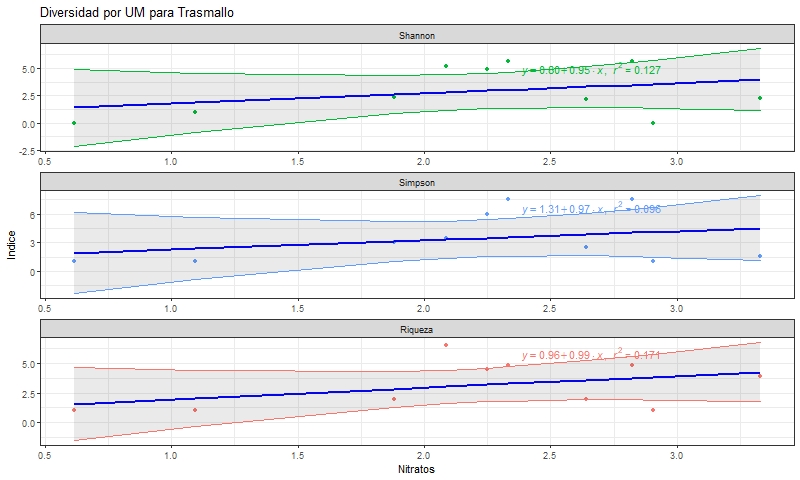 Diversidad por UM para Trasmallo
Shannon
y = 0.80 + 0.95 · x, r² = 0.127
5.0
2.5
0.0
-2.5
0.5 1.0 1.5 2.0 2.5 3.0
Simpson
y = 1.31 + 0.97 · x, r² = 0.096
6
3
0
0.5 1.0 1.5 2.0 2.5 3.0
Indice
Riqueza
y = 0.96 + 0.99 · x, r² = 0.171
5.0
2.5
0.0
0.5 1.0 1.5 2.0 2.5 3.0
Nitratos